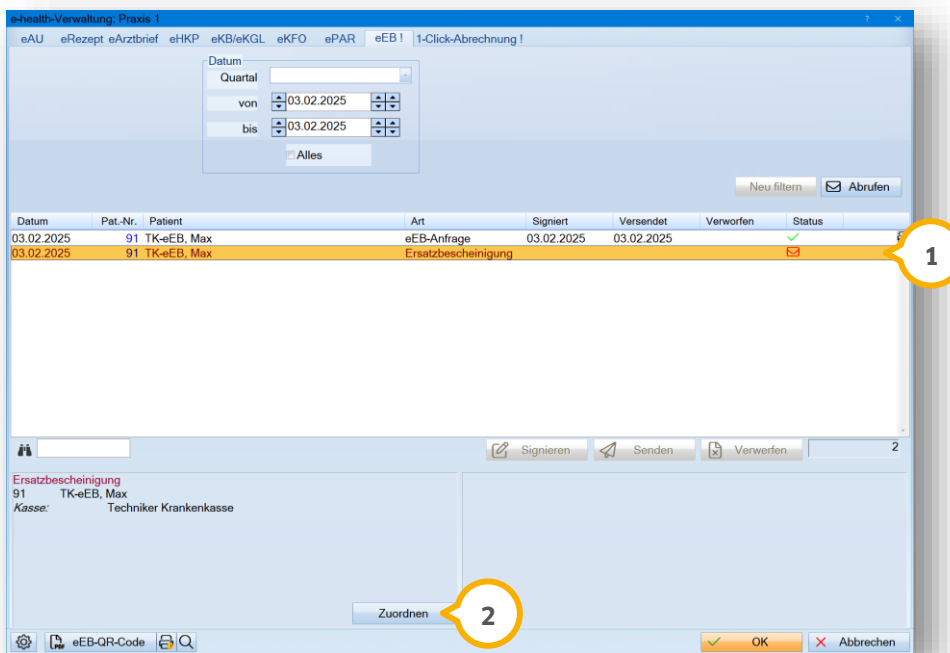 e-health-Verwaltung: Praxis 1
eAU eRezept eArztbrief eHKP eKB/eKGL eKFO ePAR eEB ! 1-Click-Abrechnung !
Datum
Quartal
von 03.02.2025
bis 03.02.2025
Alles
Neu filtern Abrufen
Datum Pat.-Nr. Patient Art Signiert Versendet Verworfen Status
03.02.2025 91 TK-eEB, Max eEB-Anfrage 03.02.2025 03.02.2025
03.02.2025 91 TK-eEB, Max Ersatzbescheinigung
1
Signieren Senden Verwerfen 2
Ersatzbescheinigung
91 TK-eEB, Max
Kasse: Techniker Krankenkasse
Zuordnen
2
eEB-QR-Code OK Abbrechen